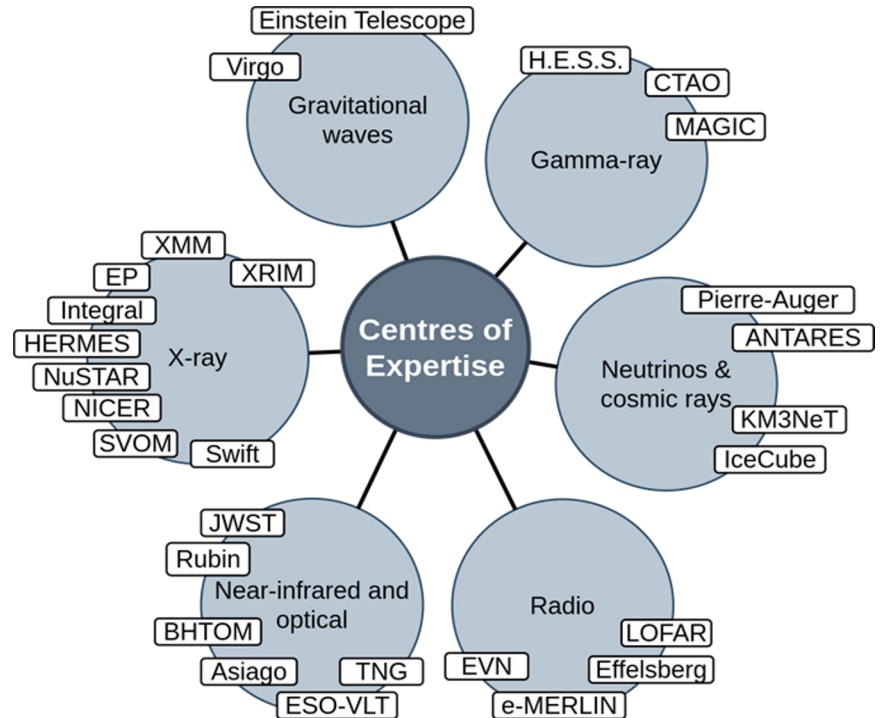 Einstein Telescope
Virgo
Gravitational
waves
H.E.S.S.
CTAO
MAGIC
Gamma-ray
XMM
XRIM
EP
Integral
HERMES
NuSTAR
NICER
SVOM
Swift
X-ray
Centres of
Expertise
Pierre-Auger
ANTARES
Neutrinos &
cosmic rays
KM3NeT
IceCube
JWST
Rubin
Near-infrared and
optical
BHTOM
Asiago
TNG
ESO-VLT
Radio
LOFAR
EVN
Effelsberg
e-MERLIN